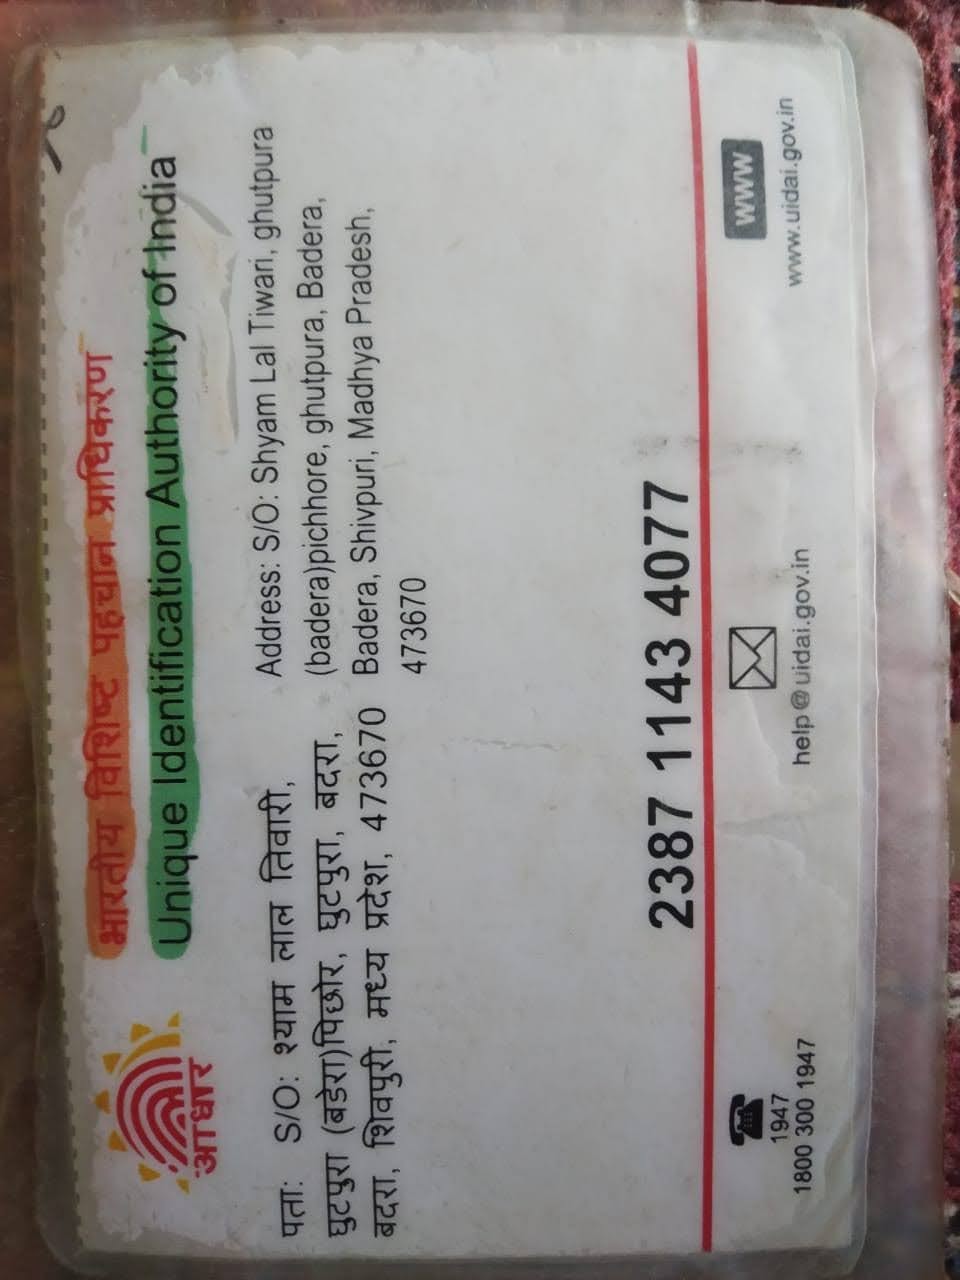 भारतीय विशिष्ट पहचान प्राधिकरण
Unique Identification Authority of India
आधार
पता: S/O: श्याम लाल तिवारी,
घुटपुरा (बडेरा)पिछोर, घुटपुरा, बदरा,
बदरा, शिवपुरी, मध्य प्रदेश, 473670
Address: S/O: Shyam Lal Tiwari, ghutpura
(badera)pichhore, ghutpura, Badera,
Badera, Shivpuri, Madhya Pradesh,
473670
2387 1143 4077
1947
1800 300 1947
help@uidai.gov.in
www
www.uidai.gov.in